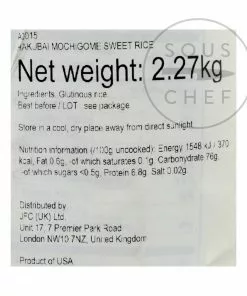 A3015
HAKUBAI MOCHIGOME SWEET RICE
Net weight: 2.27kg
Ingredients: Glutinous rice.
Best before / LOT : see package.
Store in a cool, dry place away from direct sunlight.
Nutrition information (/100g uncooked): Energy 1548 kJ / 370
kcal, Fat 0.5g, -of which saturates 0.1g, Carbohydrate 76g,
-of which sugars <0.5g, Protein 6.8g, Salt 0.02g.
Distributed by
JFC (UK) Ltd.
Unit 17, 7 Premier Park Road
London NW10 7NZ, United Kingdom
Product of USA
SOUS
CHEF